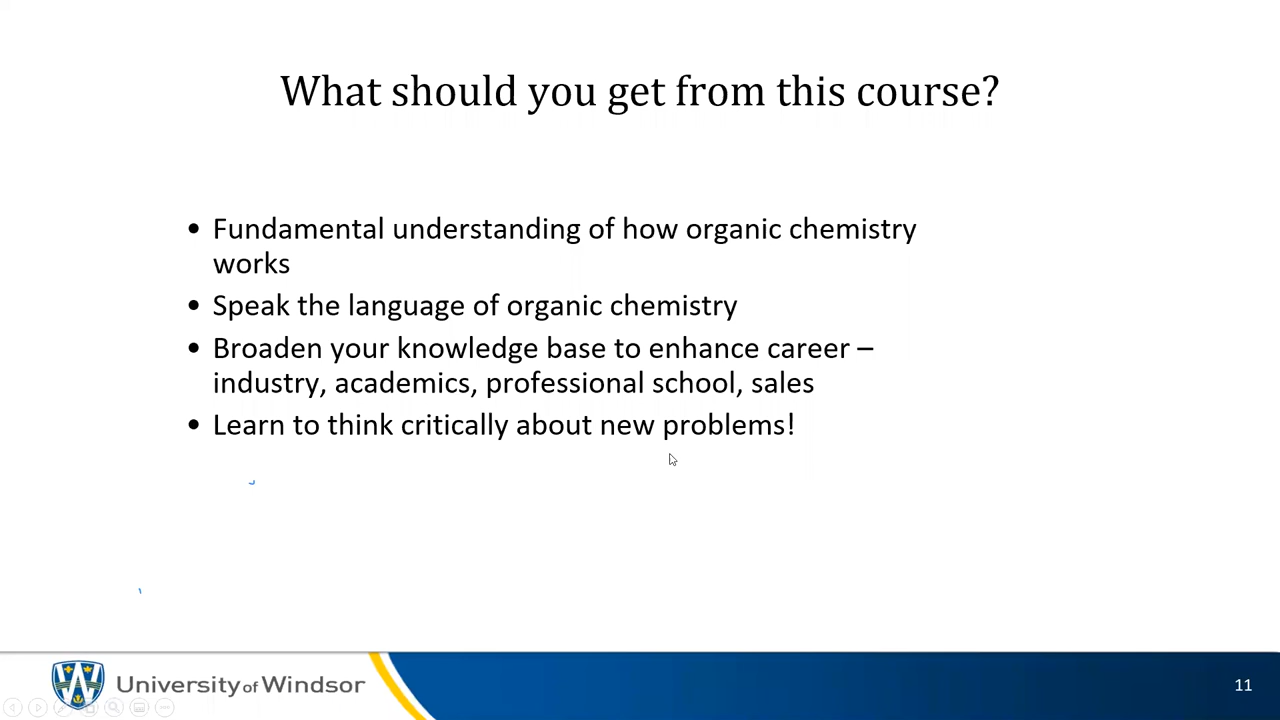 What should you get from this course?
• Fundamental understanding of how organic chemistry
works
• Speak the language of organic chemistry
• Broaden your knowledge base to enhance career –
industry, academics, professional school, sales
• Learn to think critically about new problems!
University of Windsor
11